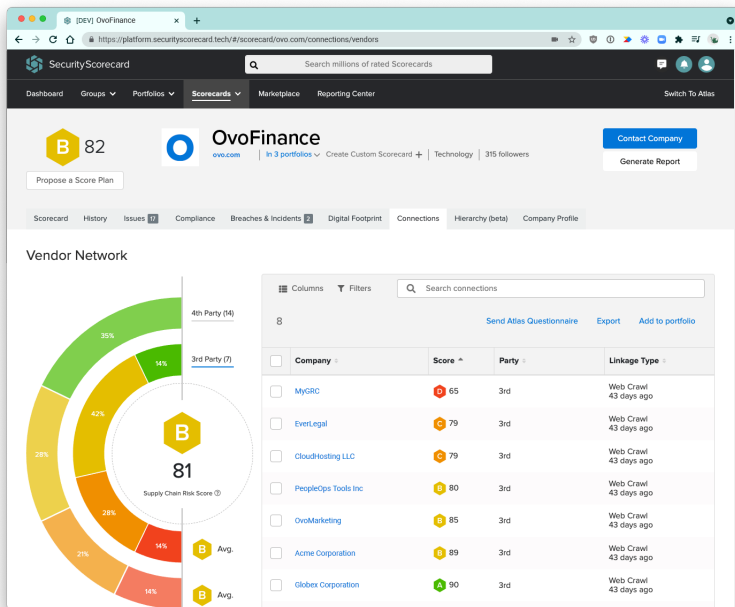 [DEV] OvoFinance
https://platform.securityscorecard.tech/#/scorecard/ovo.com/connections/vendors
SecurityScorecard
Search millions of rated Scorecards
Dashboard Groups Portfolios Scorecards Marketplace Reporting Center Switch To Atlas
B 82
OvoFinance
ovo.com In 3 portfolios Create Custom Scorecard + Technology 315 followers
Contact Company
Generate Report
Propose a Score Plan
Scorecard History Issues 17 Compliance Breaches & Incidents 2 Digital Footprint Connections Hierarchy (beta) Company Profile
Vendor Network
4th Party (14)
3rd Party (7)
35%
14%
42%
28%
28%
21%
14%
14%
B
81
Supply Chain Risk Score ?
B Avg.
B Avg.
Columns Filters Search connections
8 Send Atlas Questionnaire Export Add to portfolio
Company Score Party Linkage Type
MyGRC D 65 3rd Web Crawl
43 days ago
EverLegal C 79 3rd Web Crawl
43 days ago
CloudHosting LLC C 79 3rd Web Crawl
43 days ago
PeopleOps Tools Inc B 80 3rd Web Crawl
43 days ago
OvoMarketing B 85 3rd Web Crawl
43 days ago
Acme Corporation B 89 3rd Web Crawl
43 days ago
Globex Corporation A 90 3rd Web Crawl
43 days ago